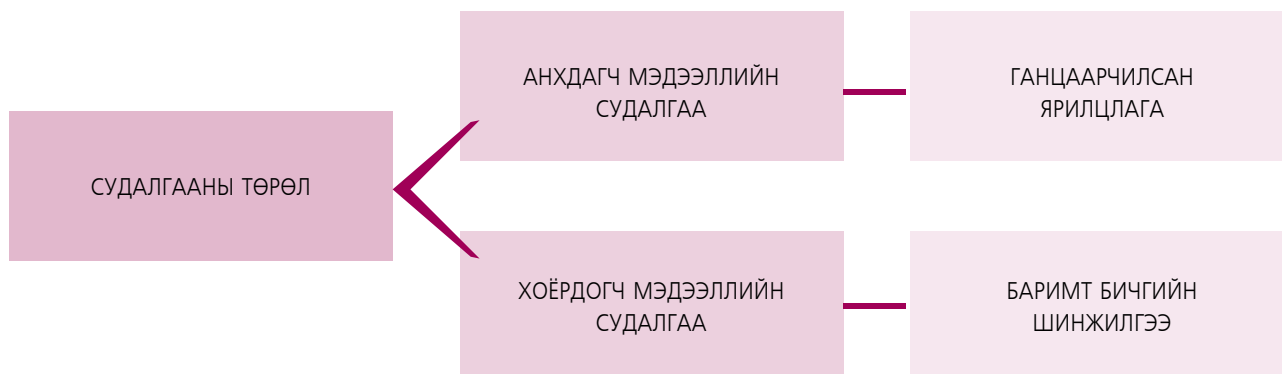 СУДАЛГААНЫ ТӨРӨЛ
АНХДАГЧ МЭДЭЭЛЛИЙН
СУДАЛГАА
ГАНЦААРЧИЛСАН
ЯРИЛЦЛАГА
ХОЁРДОГЧ МЭДЭЭЛЛИЙН
СУДАЛГАА
БАРИМТ БИЧГИЙН
ШИНЖИЛГЭЭ